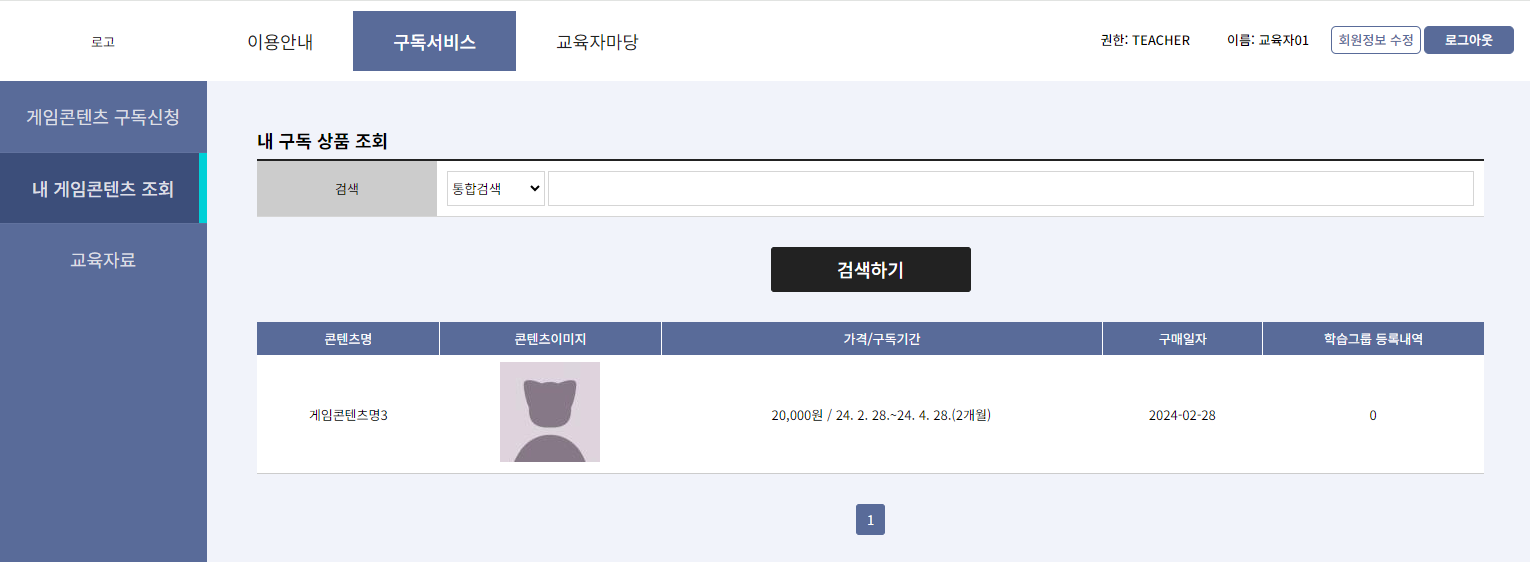 로고
이용안내
구독서비스
교육자마당
권한: TEACHER
이름: 교육자01
회원정보 수정
로그아웃
게임콘텐츠 구독신청
내 게임콘텐츠 조회
교육자료
내 구독 상품 조회
검색
통합검색
검색하기
콘텐츠명 콘텐츠이미지 가격/구독기간 구매일자 학습그룹 등록내역
게임콘텐츠명3 20,000원 / 24. 2. 28.~24. 4. 28.(2개월) 2024-02-28 0
1